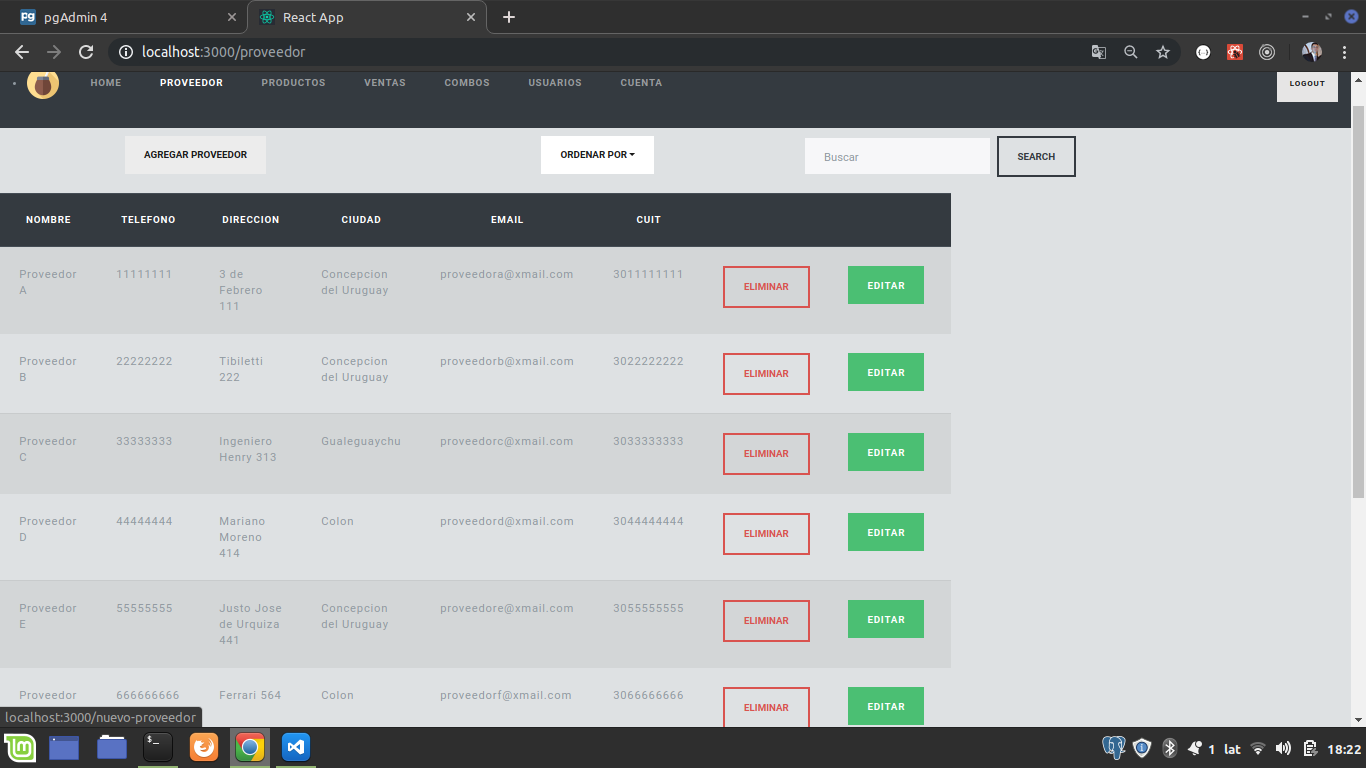 pgAdmin 4
React App
localhost:3000/proveedor
HOME PROVEEDOR PRODUCTOS VENTAS COMBOS USUARIOS CUENTA LOGOUT
AGREGAR PROVEEDOR ORDENAR POR Buscar SEARCH
NOMBRE TELEFONO DIRECCION CIUDAD EMAIL CUIT
Proveedor 11111111 3 de Concepcion proveedora@xmail.com 3011111111 ELIMINAR EDITAR
A Febrero del Uruguay
111
Proveedor 22222222 Tibiletti Concepcion proveedorb@xmail.com 3022222222 ELIMINAR EDITAR
B 222 del Uruguay
Proveedor 33333333 Ingeniero Gualeguaychu proveedorc@xmail.com 3033333333 ELIMINAR EDITAR
C Henry 313
Proveedor 44444444 Mariano Colon proveedord@xmail.com 3044444444 ELIMINAR EDITAR
D Moreno
414
Proveedor 55555555 Justo Jose Concepcion proveedore@xmail.com 3055555555 ELIMINAR EDITAR
E de Urquiza del Uruguay
441
Proveedor 666666666 Ferrari 564 Colon proveedorf@xmail.com 3066666666 ELIMINAR EDITAR
localhost:3000/nuevo-proveedor
1 lat 18:22